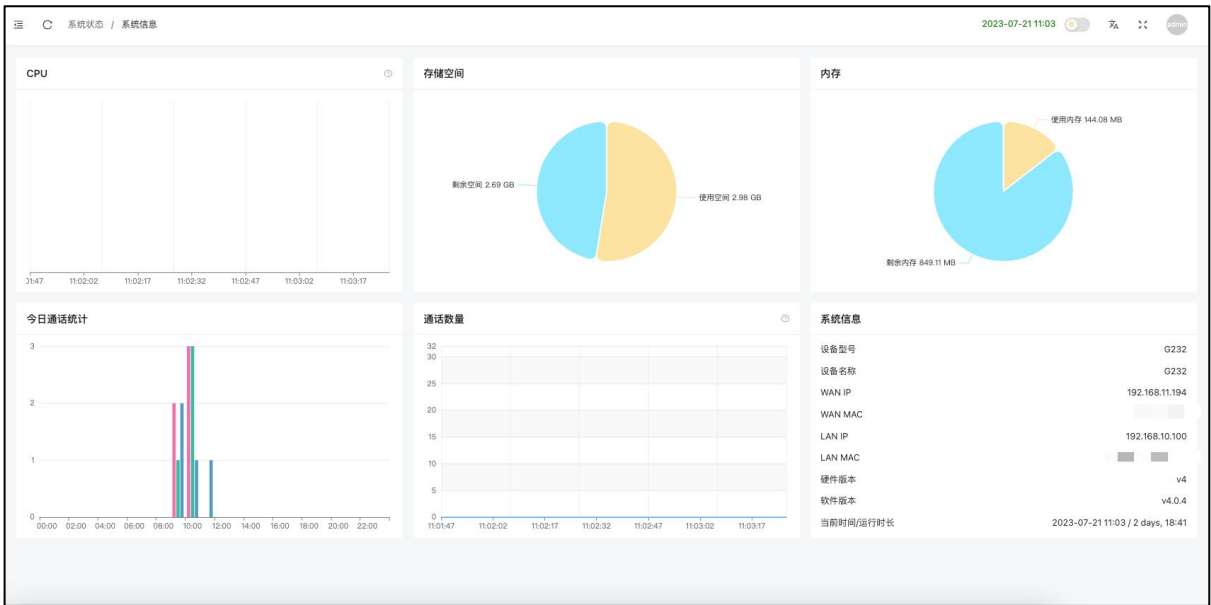 系统状态 / 系统信息
2023-07-21 11:03
admin
CPU
01:47 11:02:02 11:02:17 11:02:32 11:02:47 11:03:02 11:03:17
存储空间
剩余空间 2.69 GB
使用空间 2.98 GB
内存
使用内存 144.08 MB
剩余内存 849.11 MB
今日通话统计
3
2
1
0
00:00 02:00 04:00 06:00 08:00 10:00 12:00 14:00 16:00 18:00 20:00 22:00
通话数量
32
30
25
20
15
10
5
0
11:01:47 11:02:02 11:02:17 11:02:32 11:02:47 11:03:02 11:03:17
系统信息
设备型号 G232
设备名称 G232
WAN IP 192.168.11.194
WAN MAC
LAN IP 192.168.10.100
LAN MAC
硬件版本 v4
软件版本 v4.0.4
当前时间/运行时长 2023-07-21 11:03 / 2 days, 18:41